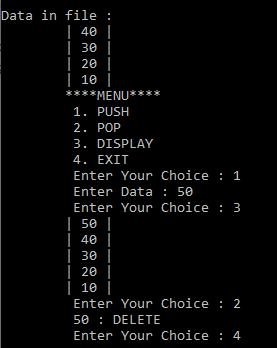 Data in file :
| 40 |
| 30 |
| 20 |
| 10 |
****MENU****
1. PUSH
2. POP
3. DISPLAY
4. EXIT
Enter Your Choice : 1
Enter Data : 50
Enter Your Choice : 3
| 50 |
| 40 |
| 30 |
| 20 |
| 10 |
Enter Your Choice : 2
50 : DELETE
Enter Your Choice : 4